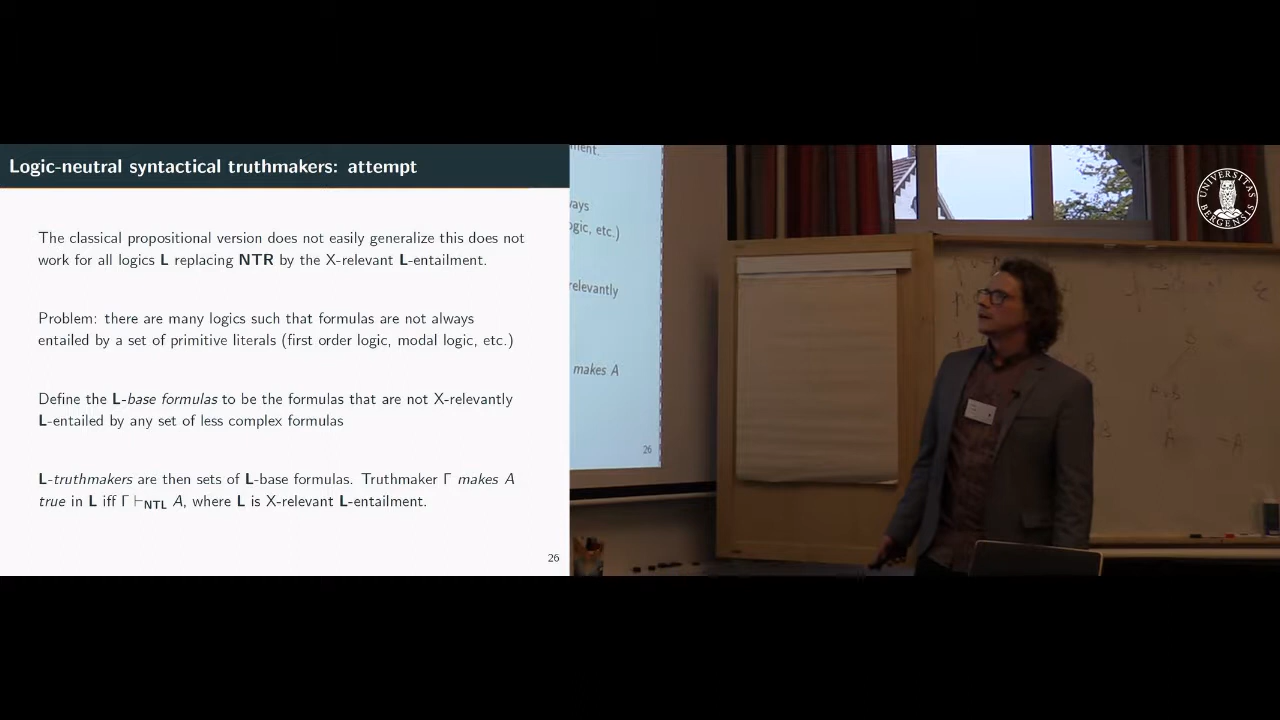 Logic-neutral syntactical truthmakers: attempt
The classical propositional version does not easily generalize this does not
work for all logics L replacing NTR by the X-relevant L-entailment.
Problem: there are many logics such that formulas are not always
entailed by a set of primitive literals (first order logic, modal logic, etc.)
Define the L-base formulas to be the formulas that are not X-relevantly
L-entailed by any set of less complex formulas
L-truthmakers are then sets of L-base formulas. Truthmaker Γ makes A
true in L iff Γ ⊢NTL A, where L is X-relevant L-entailment.
26
ment.
ways
ogic, etc.)
relevantly
makes A
26
UNIVERSITAS
BERGENSIS